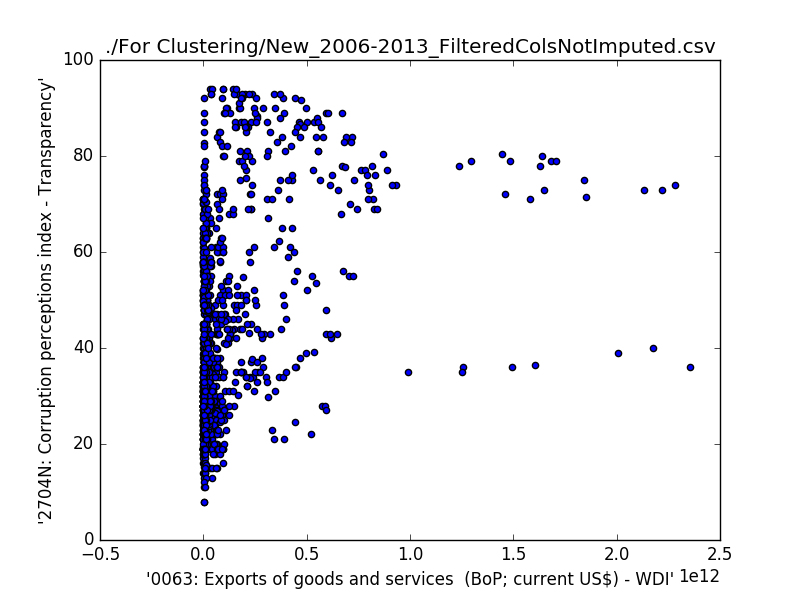 ./For Clustering/New_2006-2013_FilteredColsNotImputed.csv
100
80
60
40
20
0
'2704N: Corruption perceptions index - Transparency'
−0.5 0.0 0.5 1.0 1.5 2.0 2.5
1e12
'0063: Exports of goods and services  (BoP; current US$) - WDI'